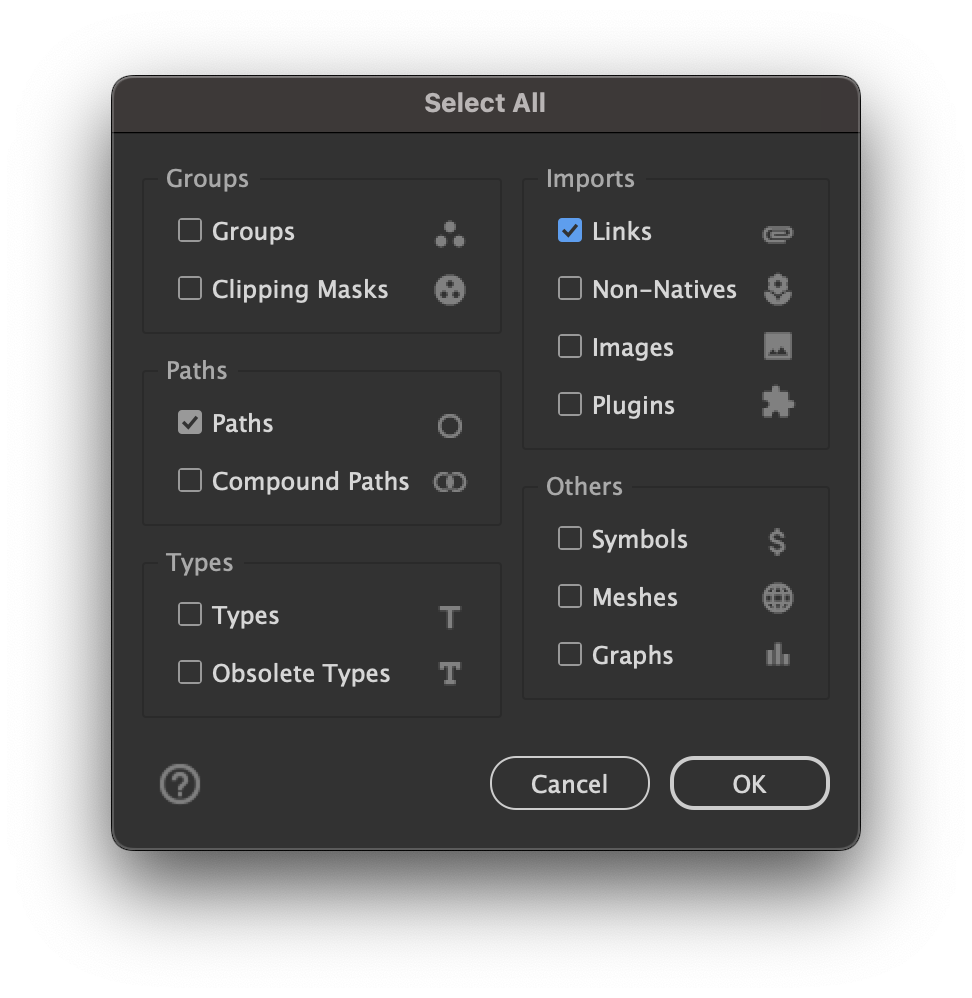 Select All
Groups
Groups
Clipping Masks
Paths
Paths
Compound Paths
Types
Types
Obsolete Types
Imports
Links
Non-Natives
Images
Plugins
Others
Symbols
Meshes
Graphs
Cancel
OK